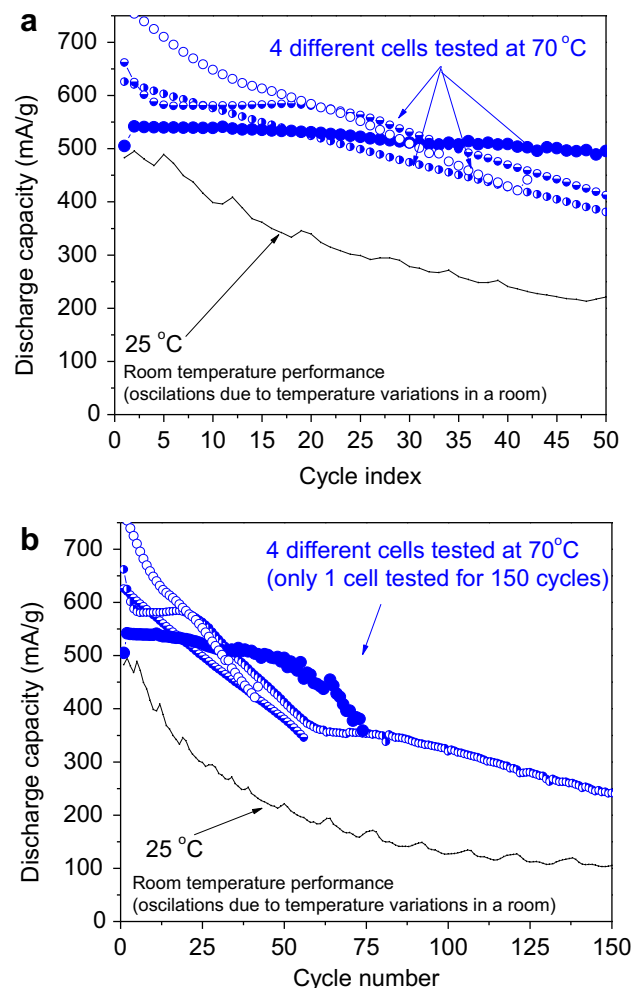 a
700
600
500
400
300
200
100
0
Discharge capacity (mA/g)
4 different cells tested at 70 °C
25 °C
Room temperature performance
(oscilations due to temperature variations in a room)
0 5 10 15 20 25 30 35 40 45 50
Cycle index
b
700
600
500
400
300
200
100
0
Discharge capacity (mA/g)
4 different cells tested at 70°C
(only 1 cell tested for 150 cycles)
25 °C
Room temperature performance
(oscilations due to temperature variations in a room)
0 25 50 75 100 125 150
Cycle number